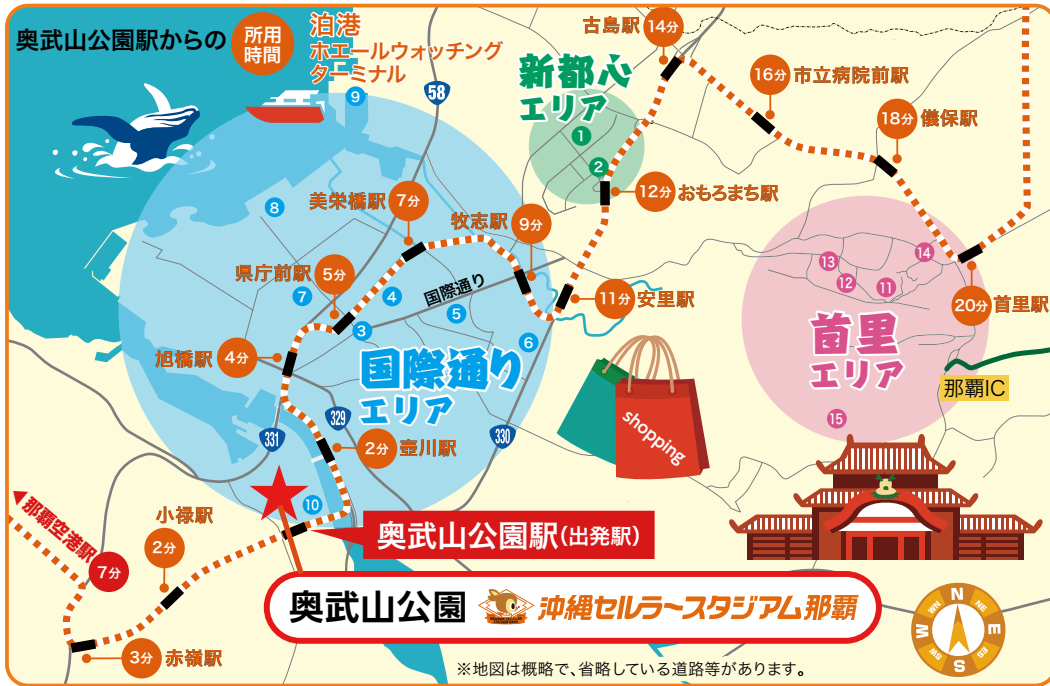 奥武山公園駅からの
所用
時間
泊港
ホエールウォッチング
ターミナル
9
58
古島駅
14分
新都心
エリア
1
2
16分
市立病院前駅
18分
儀保駅
12分
おもろまち駅
美栄橋駅
7分
8
牧志駅
9分
県庁前駅
5分
7
4
国際通り
5
3
6
11分
安里駅
13
12
11
14
20分
首里駅
首里
エリア
15
那覇IC
旭橋駅
4分
国際通り
エリア
329
331
330
2分
壺川駅
shopping
10
奥武山公園駅(出発駅)
那覇空港駅
7分
小禄駅
2分
3分
赤嶺駅
奥武山公園
沖縄セルラースタジアム那覇
※地図は概略で、省略している道路等があります。
N
NE
E
ES
S
SW
W
WN